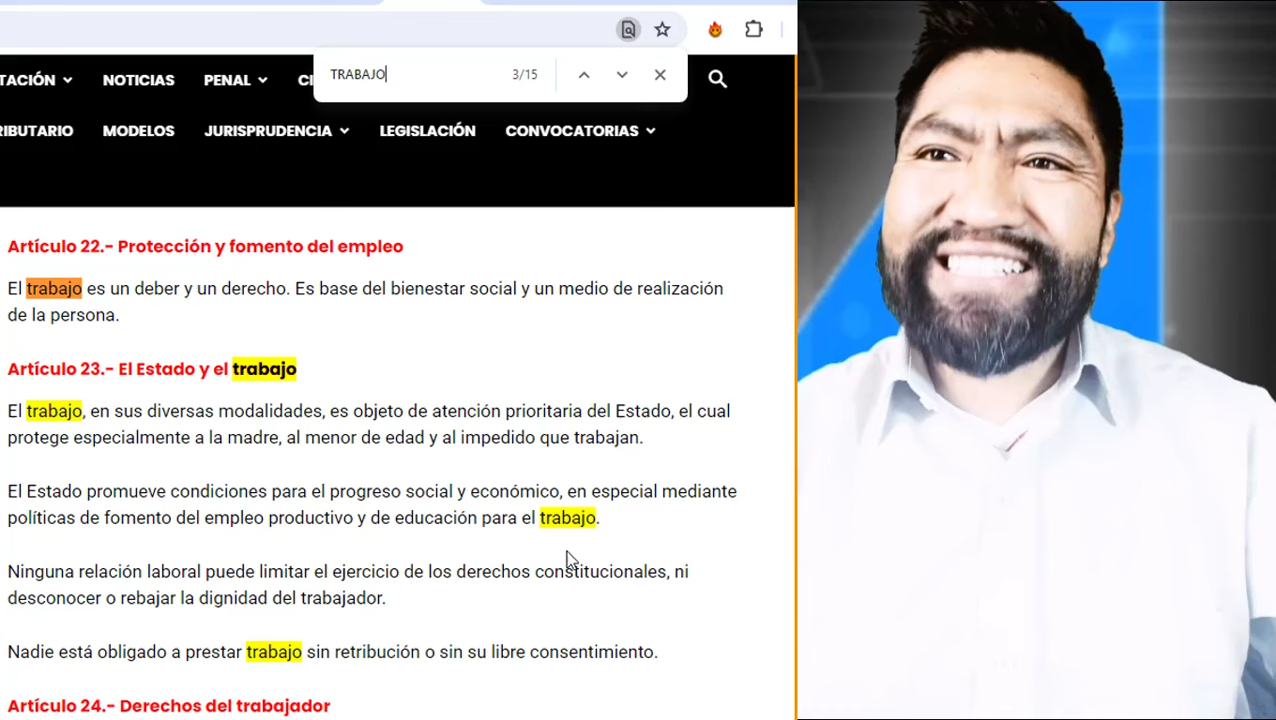 TRABAJO 3/15
TACIÓN NOTICIAS PENAL CI
RIBUTARIO MODELOS JURISPRUDENCIA LEGISLACIÓN CONVOCATORIAS
Artículo 22.- Protección y fomento del empleo
El trabajo es un deber y un derecho. Es base del bienestar social y un medio de realización
de la persona.
Artículo 23.- El Estado y el trabajo
El trabajo, en sus diversas modalidades, es objeto de atención prioritaria del Estado, el cual
protege especialmente a la madre, al menor de edad y al impedido que trabajan.
El Estado promueve condiciones para el progreso social y económico, en especial mediante
políticas de fomento del empleo productivo y de educación para el trabajo.
Ninguna relación laboral puede limitar el ejercicio de los derechos constitucionales, ni
desconocer o rebajar la dignidad del trabajador.
Nadie está obligado a prestar trabajo sin retribución o sin su libre consentimiento.
Artículo 24.- Derechos del trabajador